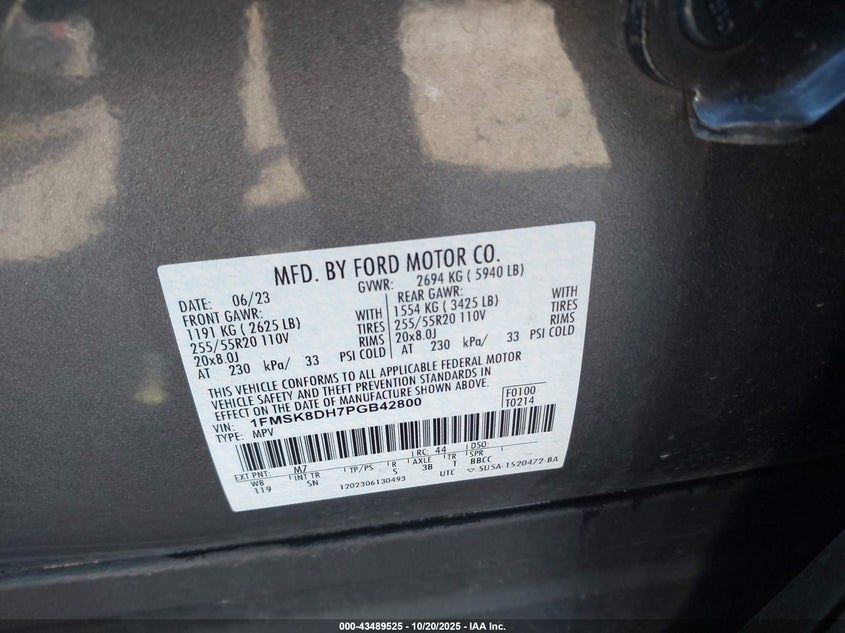 MFD. BY FORD MOTOR CO.
DATE: 06/23 GVWR: 2694 KG ( 5940 LB)
FRONT GAWR: REAR GAWR:
1191 KG ( 2625 LB) WITH 1554 KG ( 3425 LB) WITH
255/55R20 110V TIRES 255/55R20 110V TIRES
20x8.0J RIMS 20x8.0J RIMS
AT 230 kPa/ 33 PSI COLD AT 230 kPa/ 33 PSI COLD
THIS VEHICLE CONFORMS TO ALL APPLICABLE FEDERAL MOTOR
VEHICLE SAFETY AND THEFT PREVENTION STANDARDS IN
EFFECT ON THE DATE OF MANUFACTURE SHOWN ABOVE.
VIN: 1FMSK8DH7PGB42800 F0100
TYPE: MPV T0214
EXT PNT: M7 RC: 44 DSO:
WB INT TR TP/PS R AXLE TR SPR
119 SN S 3B T BBCC
1202306130493 UTC ▽ SU5A-1520472-BA
000-43489525 - 10/20/2025 - IAA Inc.